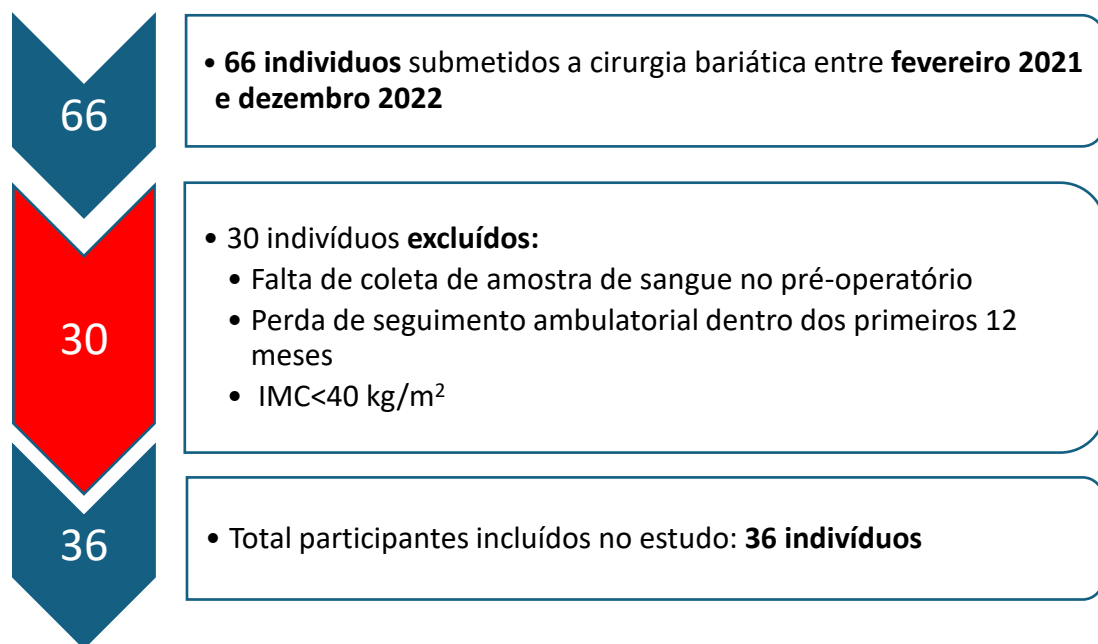 66
• 66 individuos submetidos a cirurgia bariática entre fevereiro 2021
e dezembro 2022
30
• 30 indivíduos excluídos:
• Falta de coleta de amostra de sangue no pré-operatório
• Perda de seguimento ambulatorial dentro dos primeiros 12
meses
• IMC<40 kg/m²
36
• Total participantes incluídos no estudo: 36 indivíduos